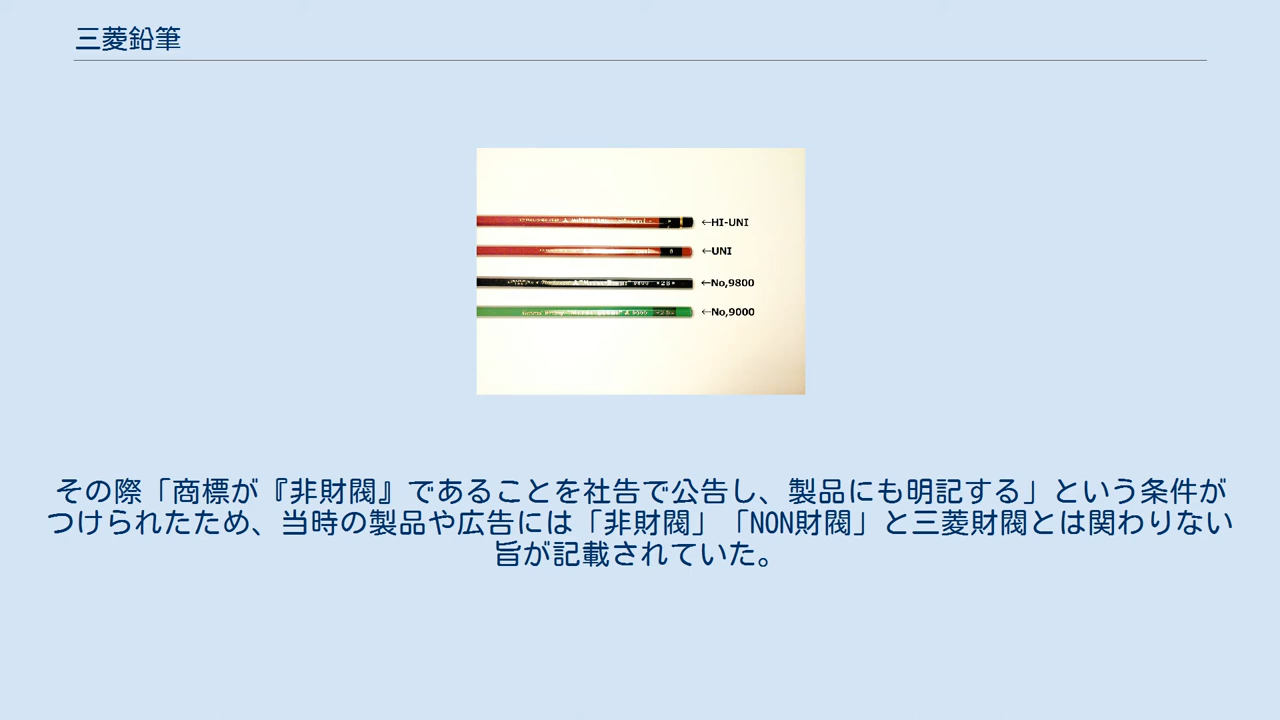 三菱鉛筆
←HI-UNI
←UNI
←No,9800
←No,9000
その際「商標が『非財閥』であることを社告で公告し、製品にも明記する」という条件が
つけられたため、当時の製品や広告には「非財閥」「NON財閥」と三菱財閥とは関わりない
旨が記載されていた。